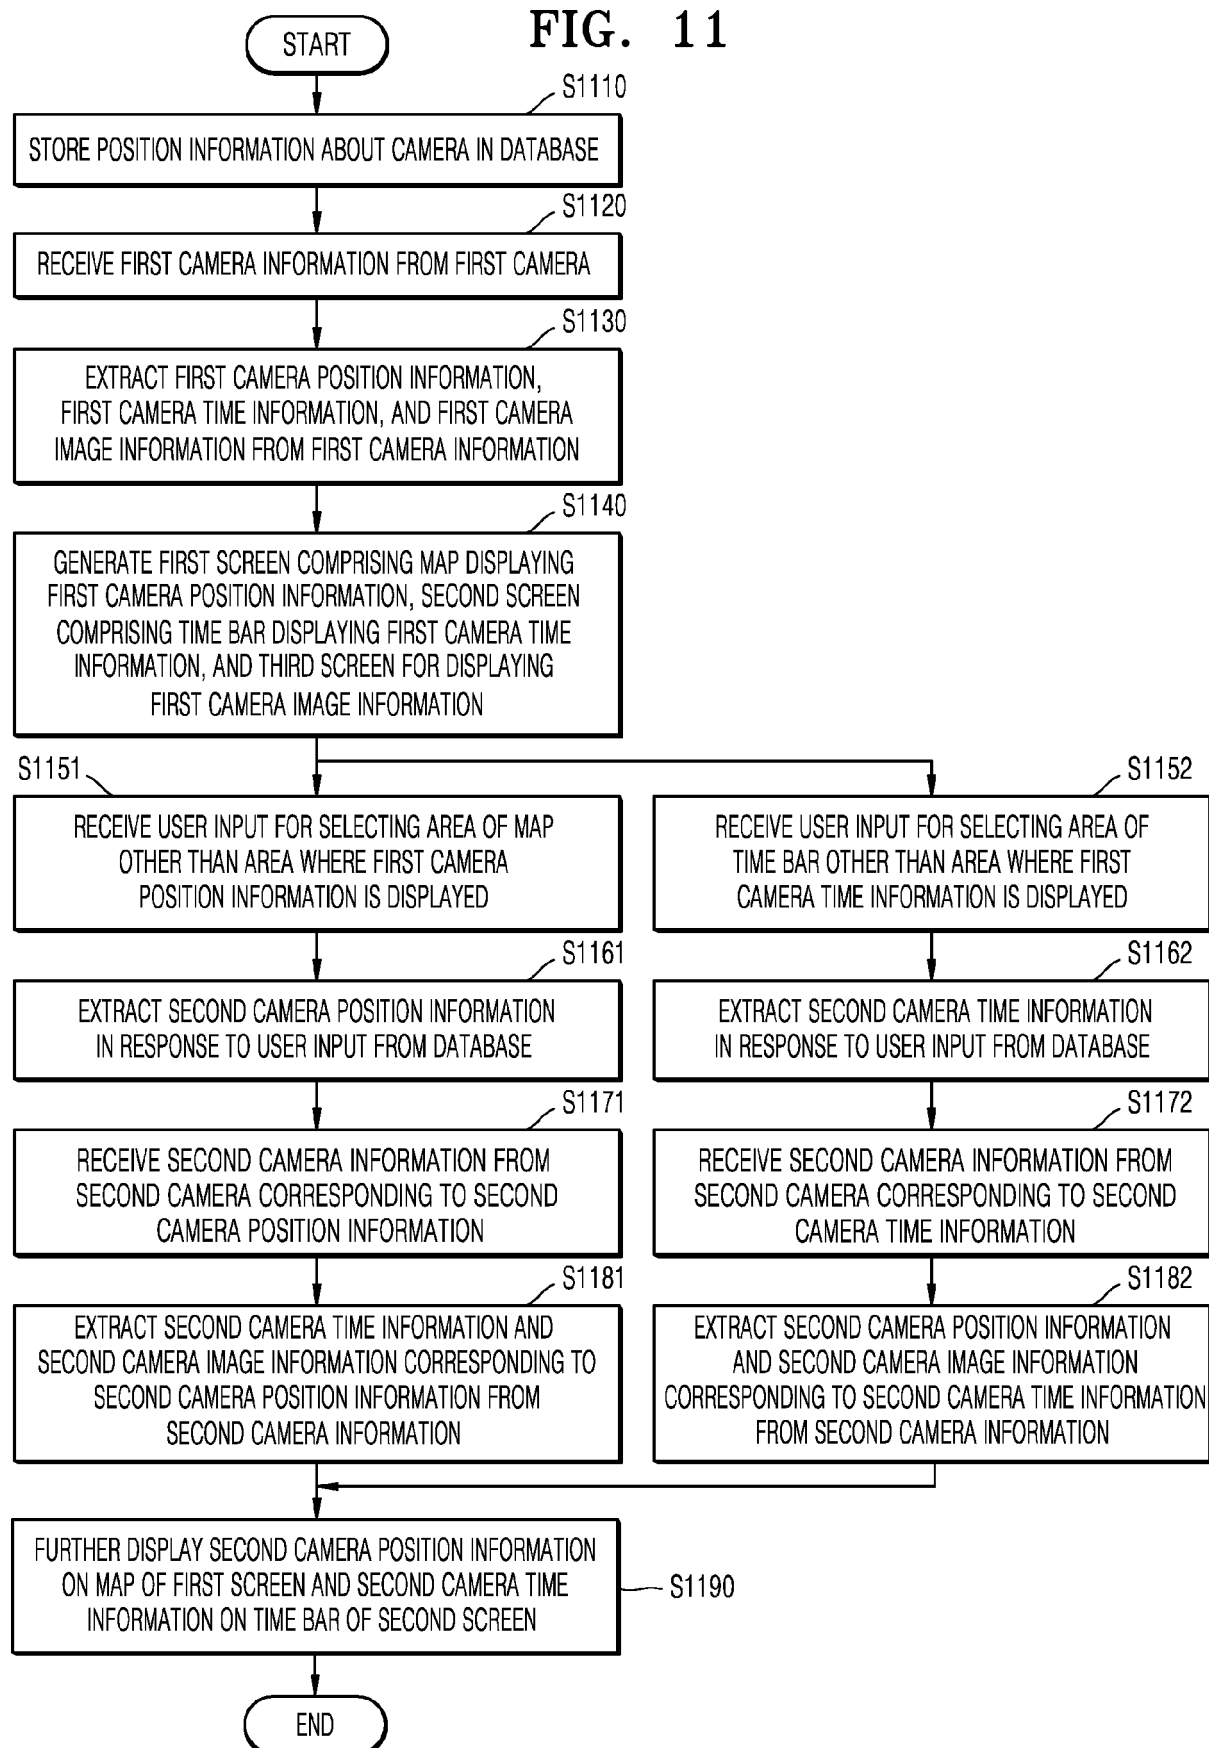 FIG. 11
START
S1110
STORE POSITION INFORMATION ABOUT CAMERA IN DATABASE
S1120
RECEIVE FIRST CAMERA INFORMATION FROM FIRST CAMERA
S1130
EXTRACT FIRST CAMERA POSITION INFORMATION,
FIRST CAMERA TIME INFORMATION, AND FIRST CAMERA
IMAGE INFORMATION FROM FIRST CAMERA INFORMATION
S1140
GENERATE FIRST SCREEN COMPRISING MAP DISPLAYING
FIRST CAMERA POSITION INFORMATION, SECOND SCREEN
COMPRISING TIME BAR DISPLAYING FIRST CAMERA TIME
INFORMATION, AND THIRD SCREEN FOR DISPLAYING
FIRST CAMERA IMAGE INFORMATION
S1151
RECEIVE USER INPUT FOR SELECTING AREA OF MAP
OTHER THAN AREA WHERE FIRST CAMERA
POSITION INFORMATION IS DISPLAYED
S1161
EXTRACT SECOND CAMERA POSITION INFORMATION
IN RESPONSE TO USER INPUT FROM DATABASE
S1171
RECEIVE SECOND CAMERA INFORMATION FROM
SECOND CAMERA CORRESPONDING TO SECOND
CAMERA POSITION INFORMATION
S1181
EXTRACT SECOND CAMERA TIME INFORMATION AND
SECOND CAMERA IMAGE INFORMATION CORRESPONDING TO
SECOND CAMERA POSITION INFORMATION FROM
SECOND CAMERA INFORMATION
S1152
RECEIVE USER INPUT FOR SELECTING AREA OF
TIME BAR OTHER THAN AREA WHERE FIRST
CAMERA TIME INFORMATION IS DISPLAYED
S1162
EXTRACT SECOND CAMERA TIME INFORMATION
IN RESPONSE TO USER INPUT FROM DATABASE
S1172
RECEIVE SECOND CAMERA INFORMATION FROM
SECOND CAMERA CORRESPONDING TO SECOND
CAMERA TIME INFORMATION
S1182
EXTRACT SECOND CAMERA POSITION INFORMATION
AND SECOND CAMERA IMAGE INFORMATION
CORRESPONDING TO SECOND CAMERA TIME INFORMATION
FROM SECOND CAMERA INFORMATION
FURTHER DISPLAY SECOND CAMERA POSITION INFORMATION
ON MAP OF FIRST SCREEN AND SECOND CAMERA TIME
INFORMATION ON TIME BAR OF SECOND SCREEN
S1190
END